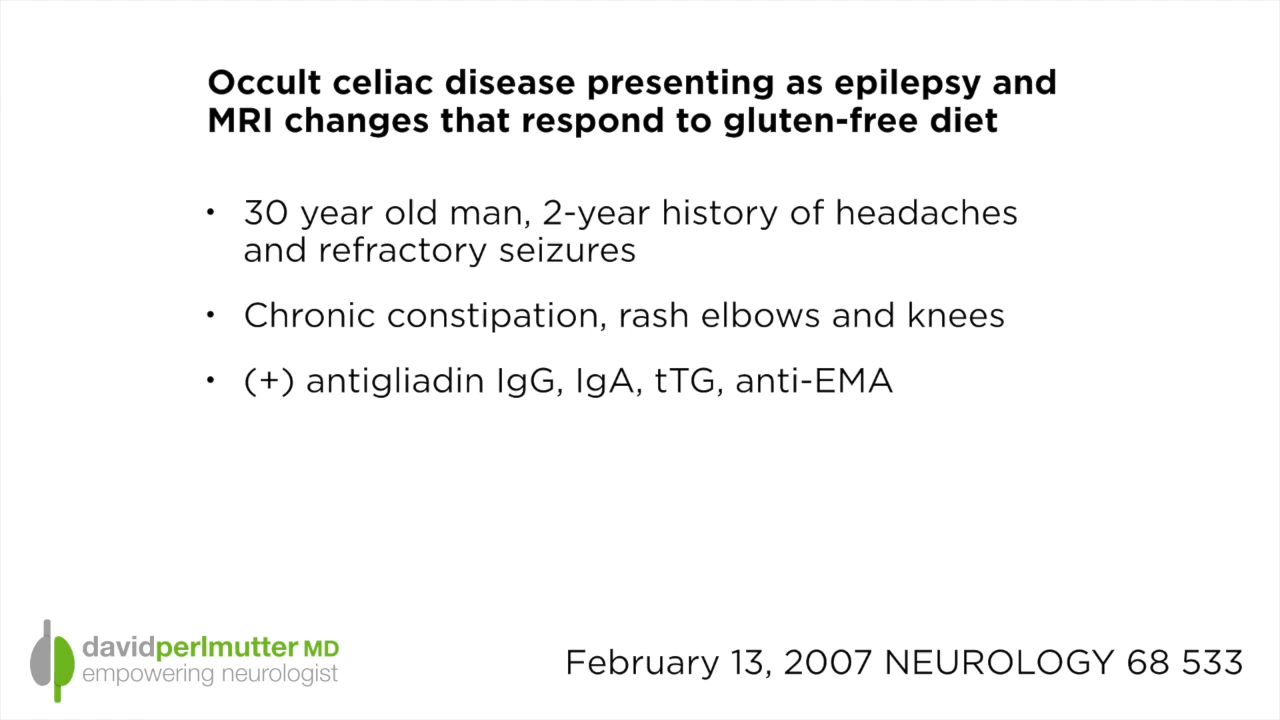 Occult celiac disease presenting as epilepsy and
MRI changes that respond to gluten-free diet
• 30 year old man, 2-year history of headaches
and refractory seizures
• Chronic constipation, rash elbows and knees
• (+) antigliadin IgG, IgA, tTG, anti-EMA
davidperlmutter MD
empowering neurologist
February 13, 2007 NEUROLOGY 68 533